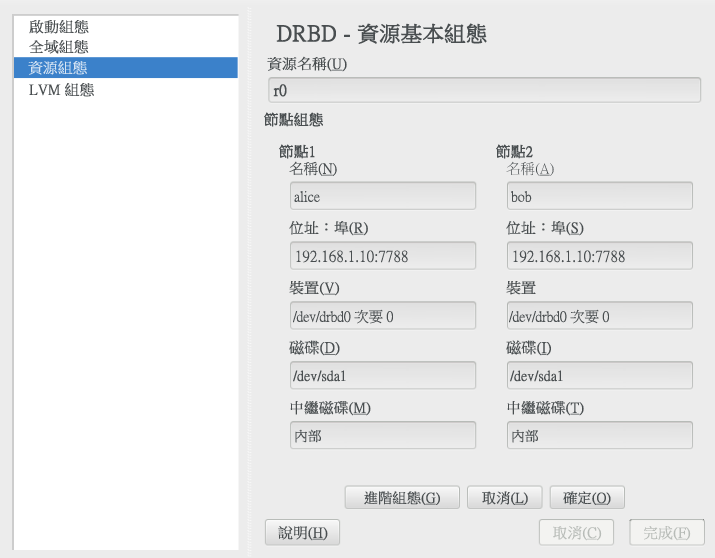 啟動組態
全域組態
資源組態
LVM 組態
DRBD - 資源基本組態
資源名稱(U)
r0
節點組態
節點1
名稱(N)
alice
位址：埠(R)
192.168.1.10:7788
裝置(V)
/dev/drbd0 次要 0
磁碟(D)
/dev/sda1
中繼磁碟(M)
內部
節點2
名稱(A)
bob
位址：埠(S)
192.168.1.10:7788
裝置
/dev/drbd0 次要 0
磁碟(I)
/dev/sda1
中繼磁碟(T)
內部
進階組態(G) 取消(L) 確定(O)
說明(H) 取消(C) 完成(F)